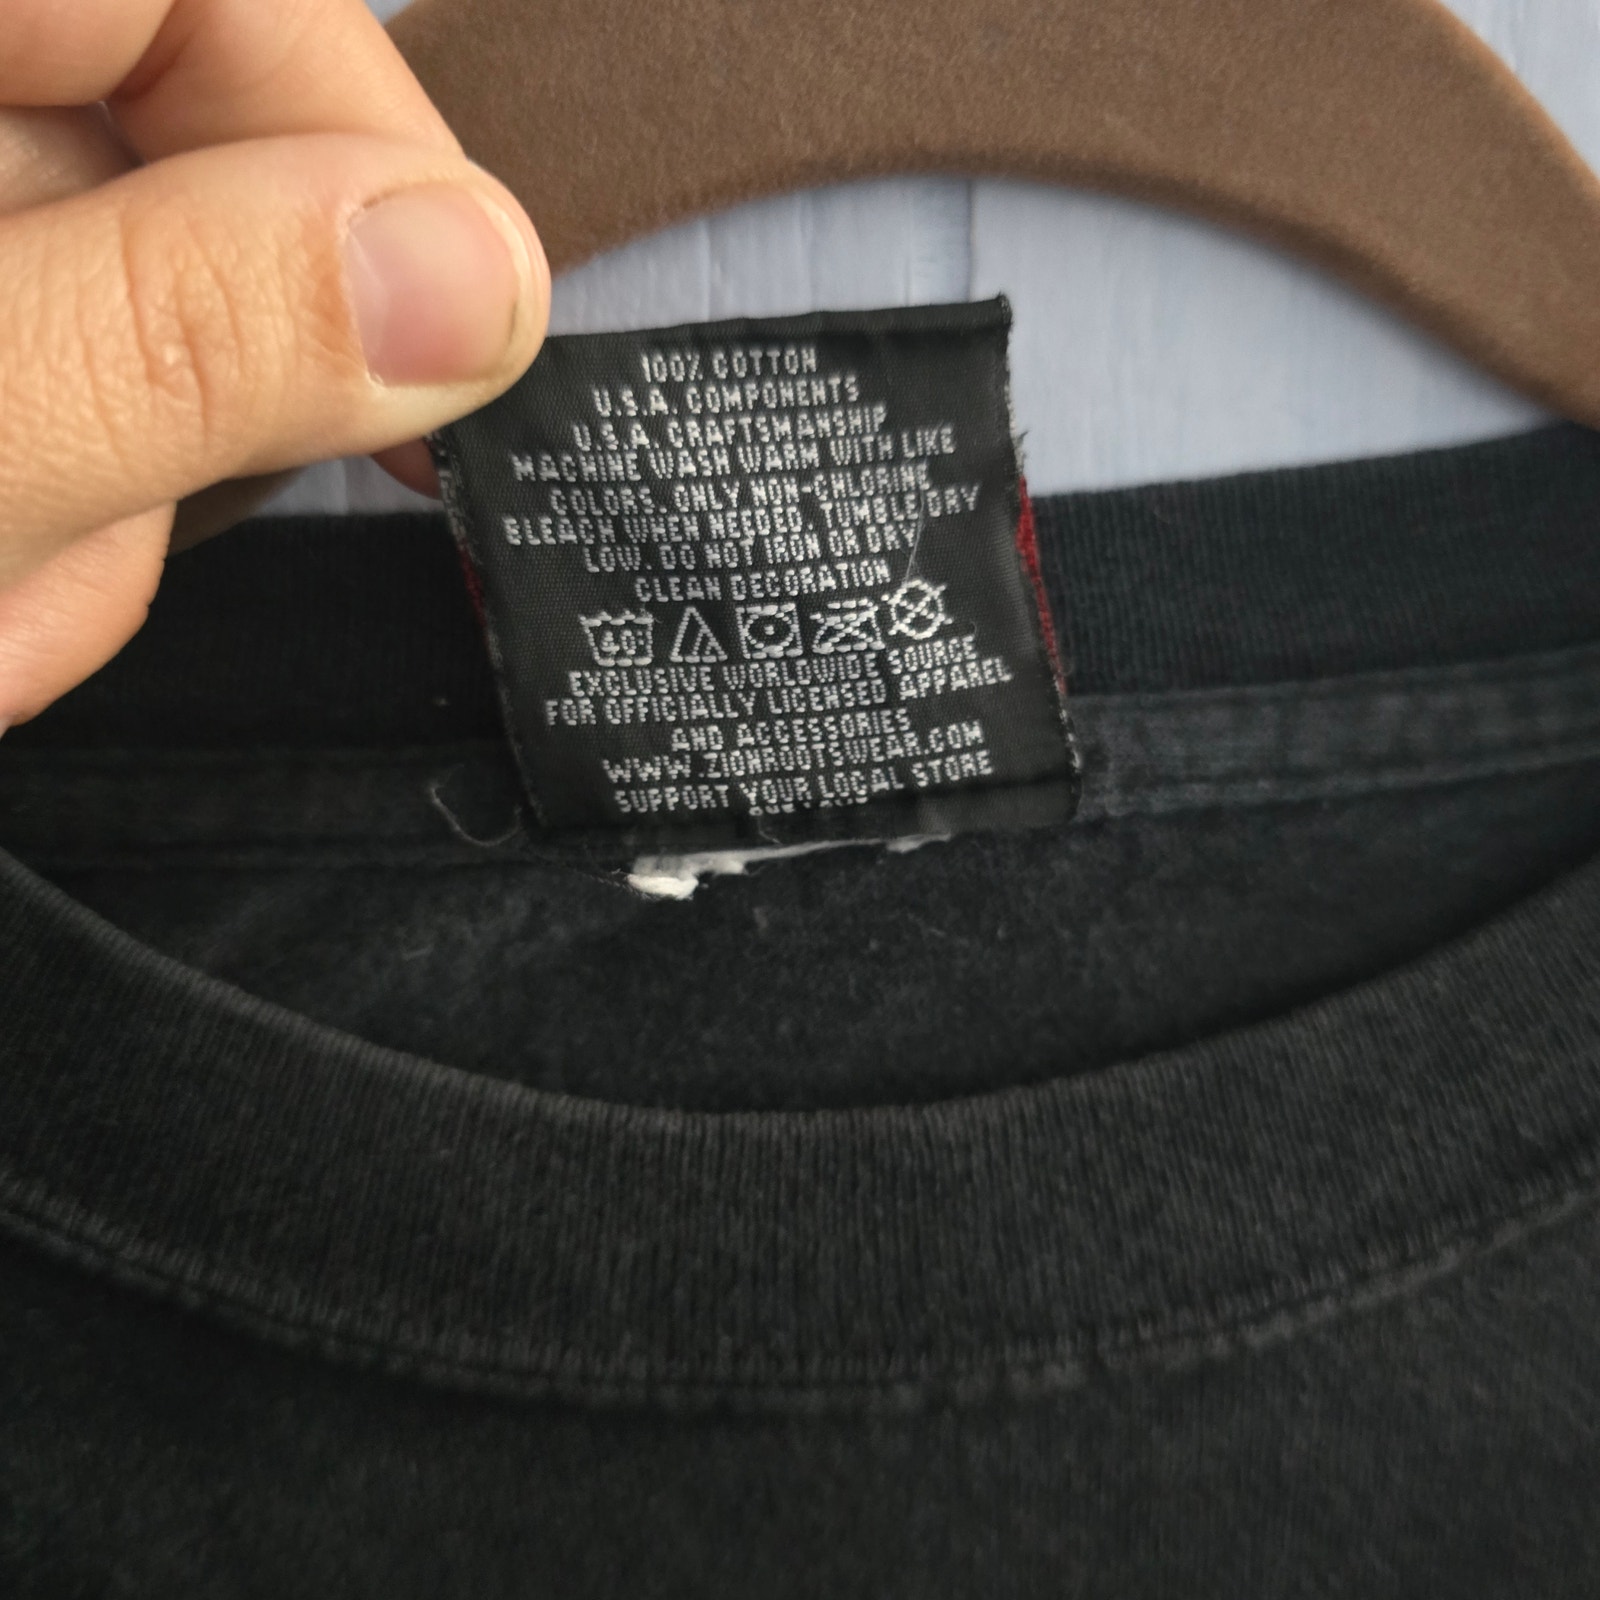 100% COTTON
U.S.A. COMPONENTS
U.S.A. CRAFTSMANSHIP
MACHINE WASH WARM WITH LIKE
COLORS. ONLY NON-CHLORINE
BLEACH WHEN NEEDED. TUMBLE DRY
LOW. DO NOT IRON OR DRY
CLEAN DECORATION
40
EXCLUSIVE WORLDWIDE SOURCE
FOR OFFICIALLY LICENSED APPAREL
AND ACCESSORIES
WWW.ZIONROOTSWEAR.COM
SUPPORT YOUR LOCAL STORE